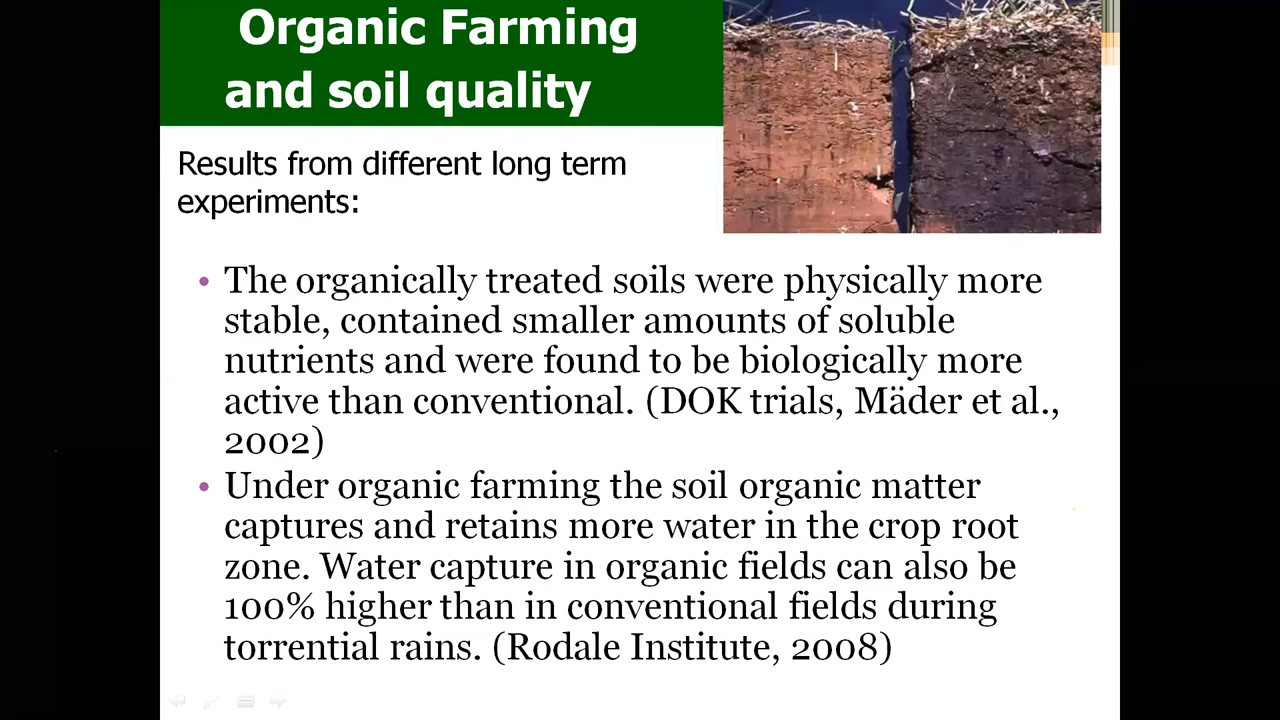 Organic Farming
and soil quality
Results from different long term
experiments:
• The organically treated soils were physically more
stable, contained smaller amounts of soluble
nutrients and were found to be biologically more
active than conventional. (DOK trials, Mäder et al.,
2002)
• Under organic farming the soil organic matter
captures and retains more water in the crop root
zone. Water capture in organic fields can also be
100% higher than in conventional fields during
torrential rains. (Rodale Institute, 2008)